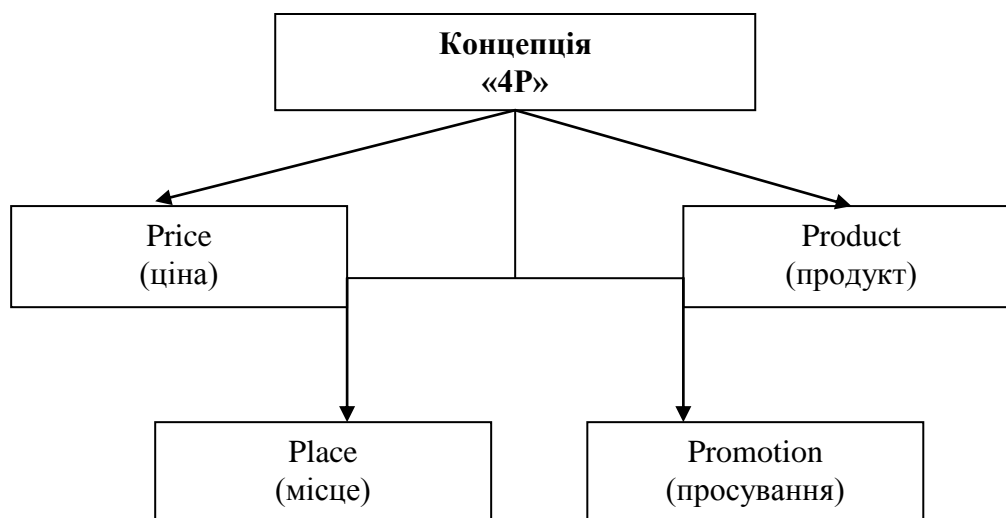 Концепція
«4P»
Price
(ціна)
Product
(продукт)
Place
(місце)
Promotion
(просування)